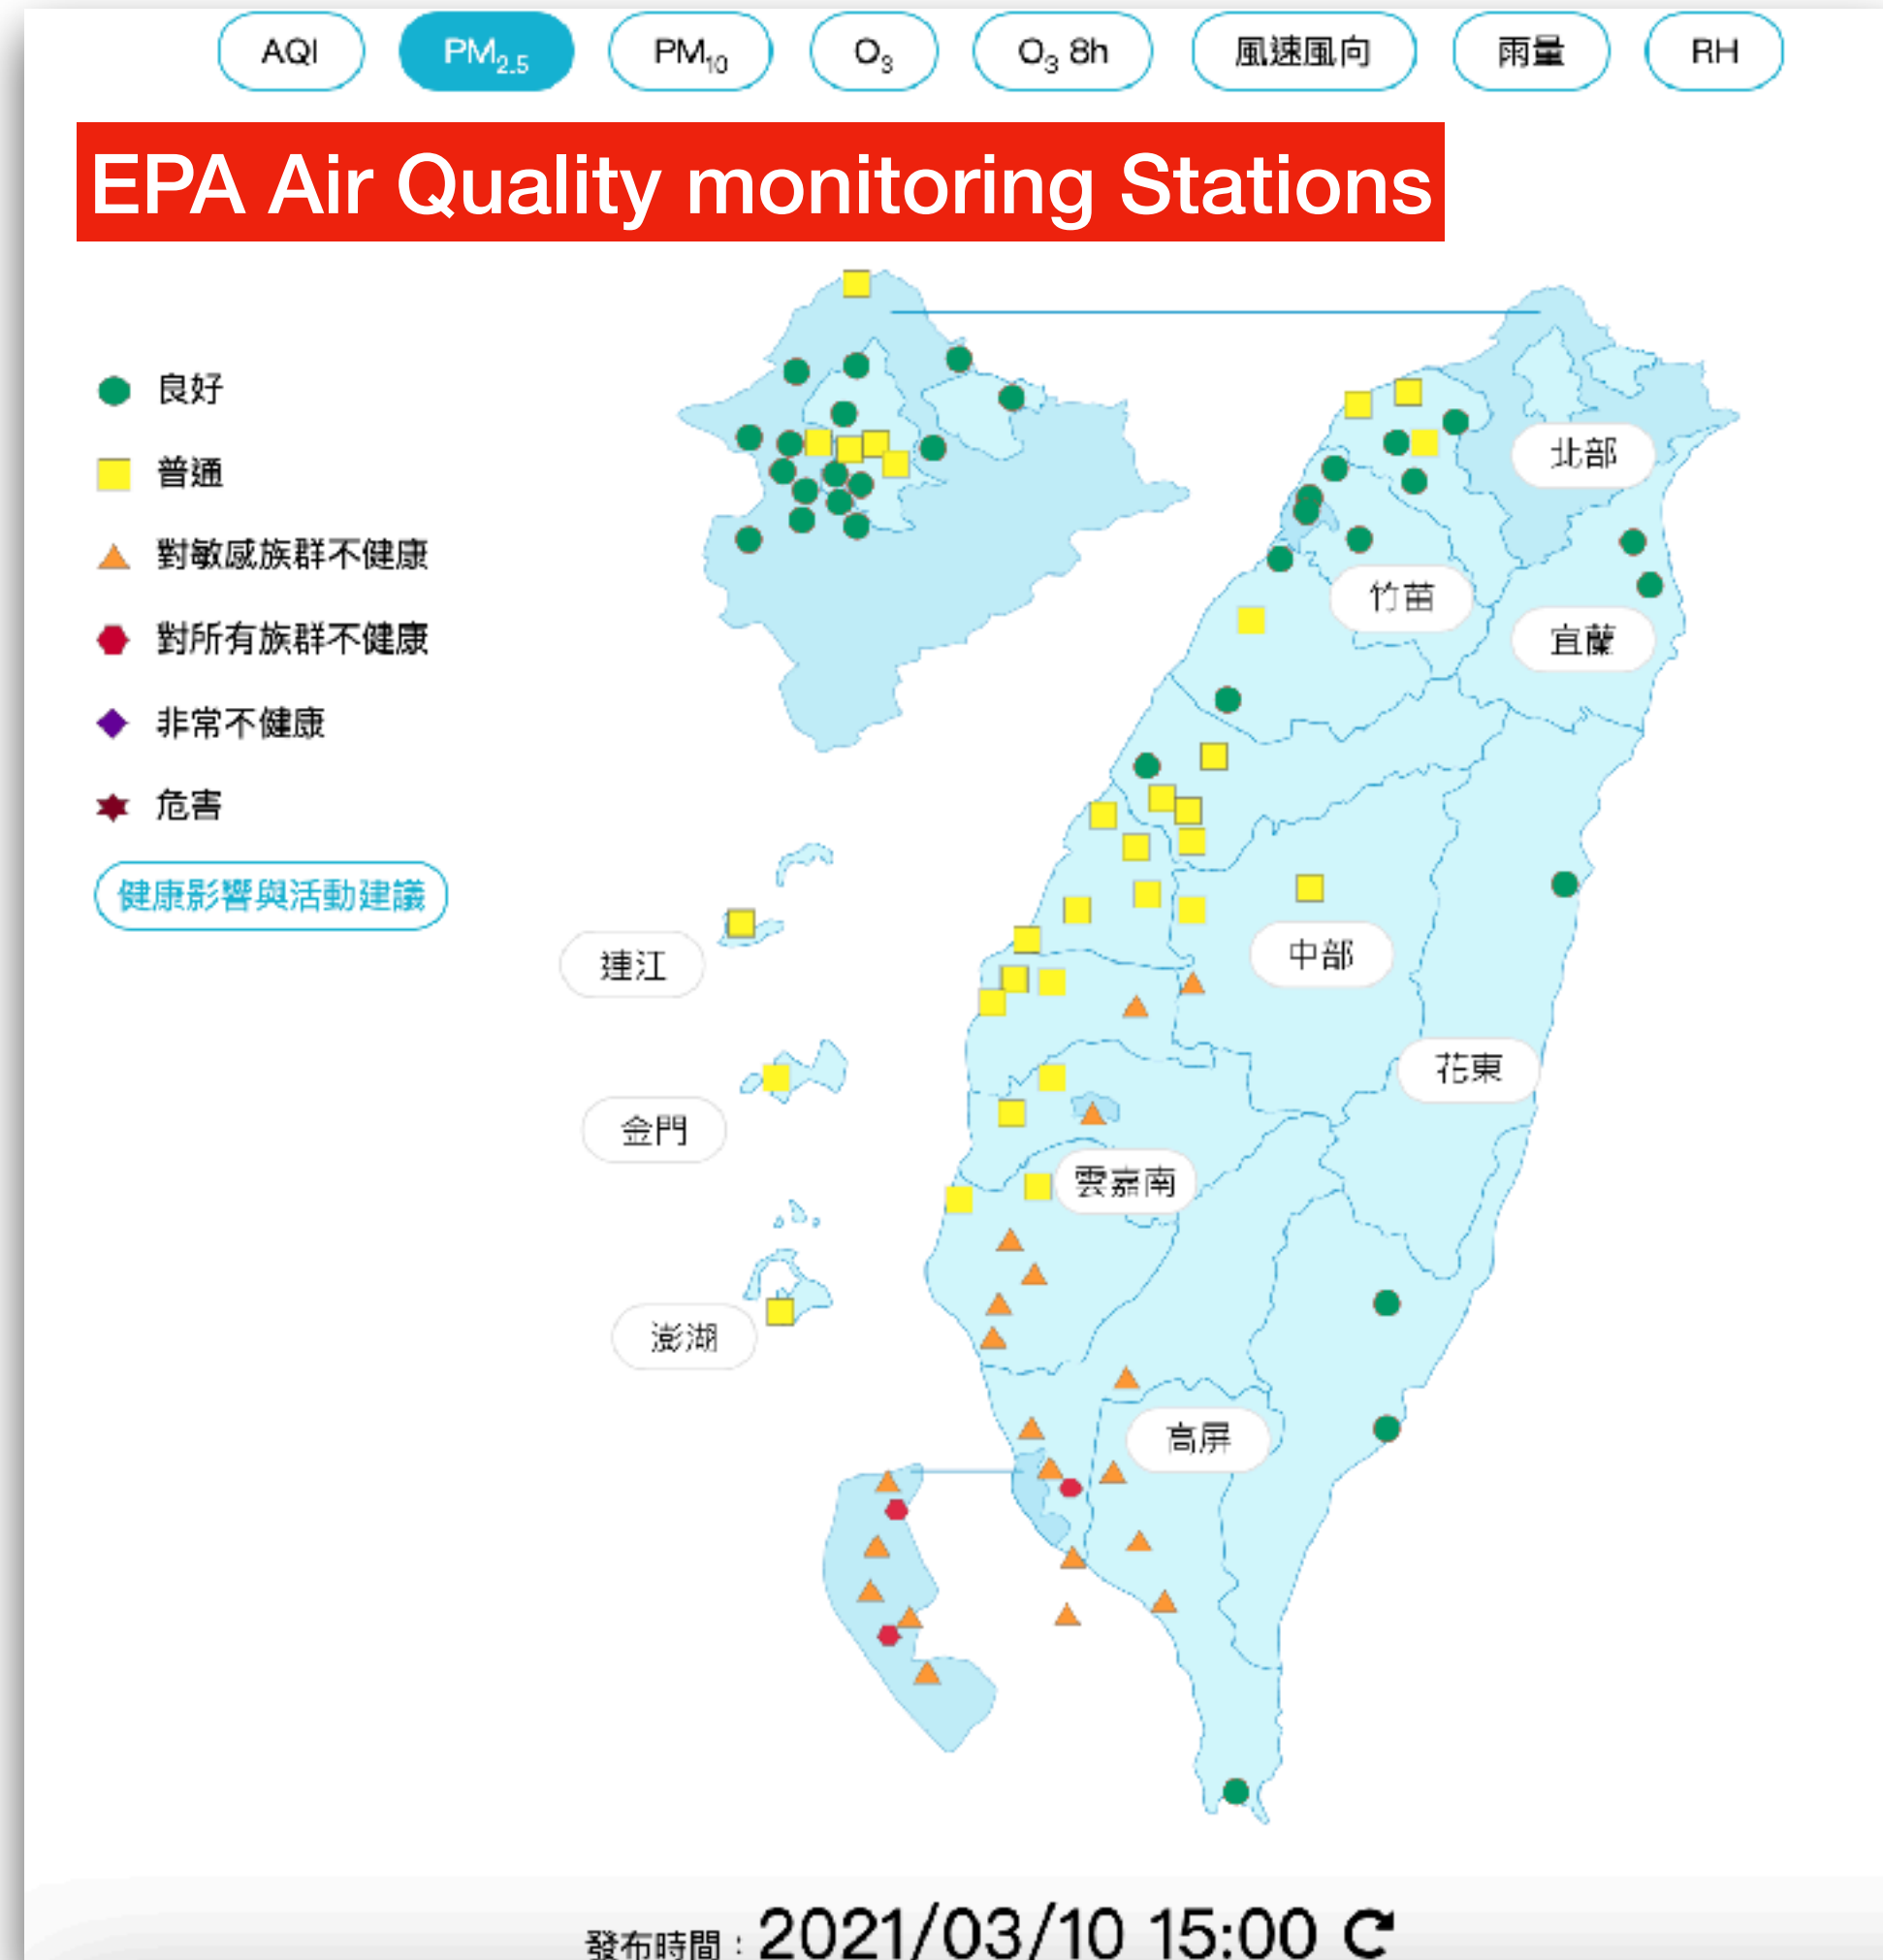 AQI PM2.5 PM10 O3 O3 8h 風速風向 雨量 RH
EPA Air Quality monitoring Stations
良好
普通
對敏感族群不健康
對所有族群不健康
非常不健康
危害
健康影響與活動建議
北部
竹苗
宜蘭
中部
連江
花東
金門
雲嘉南
澎湖
高屏
發布時間：2021/03/10 15:00